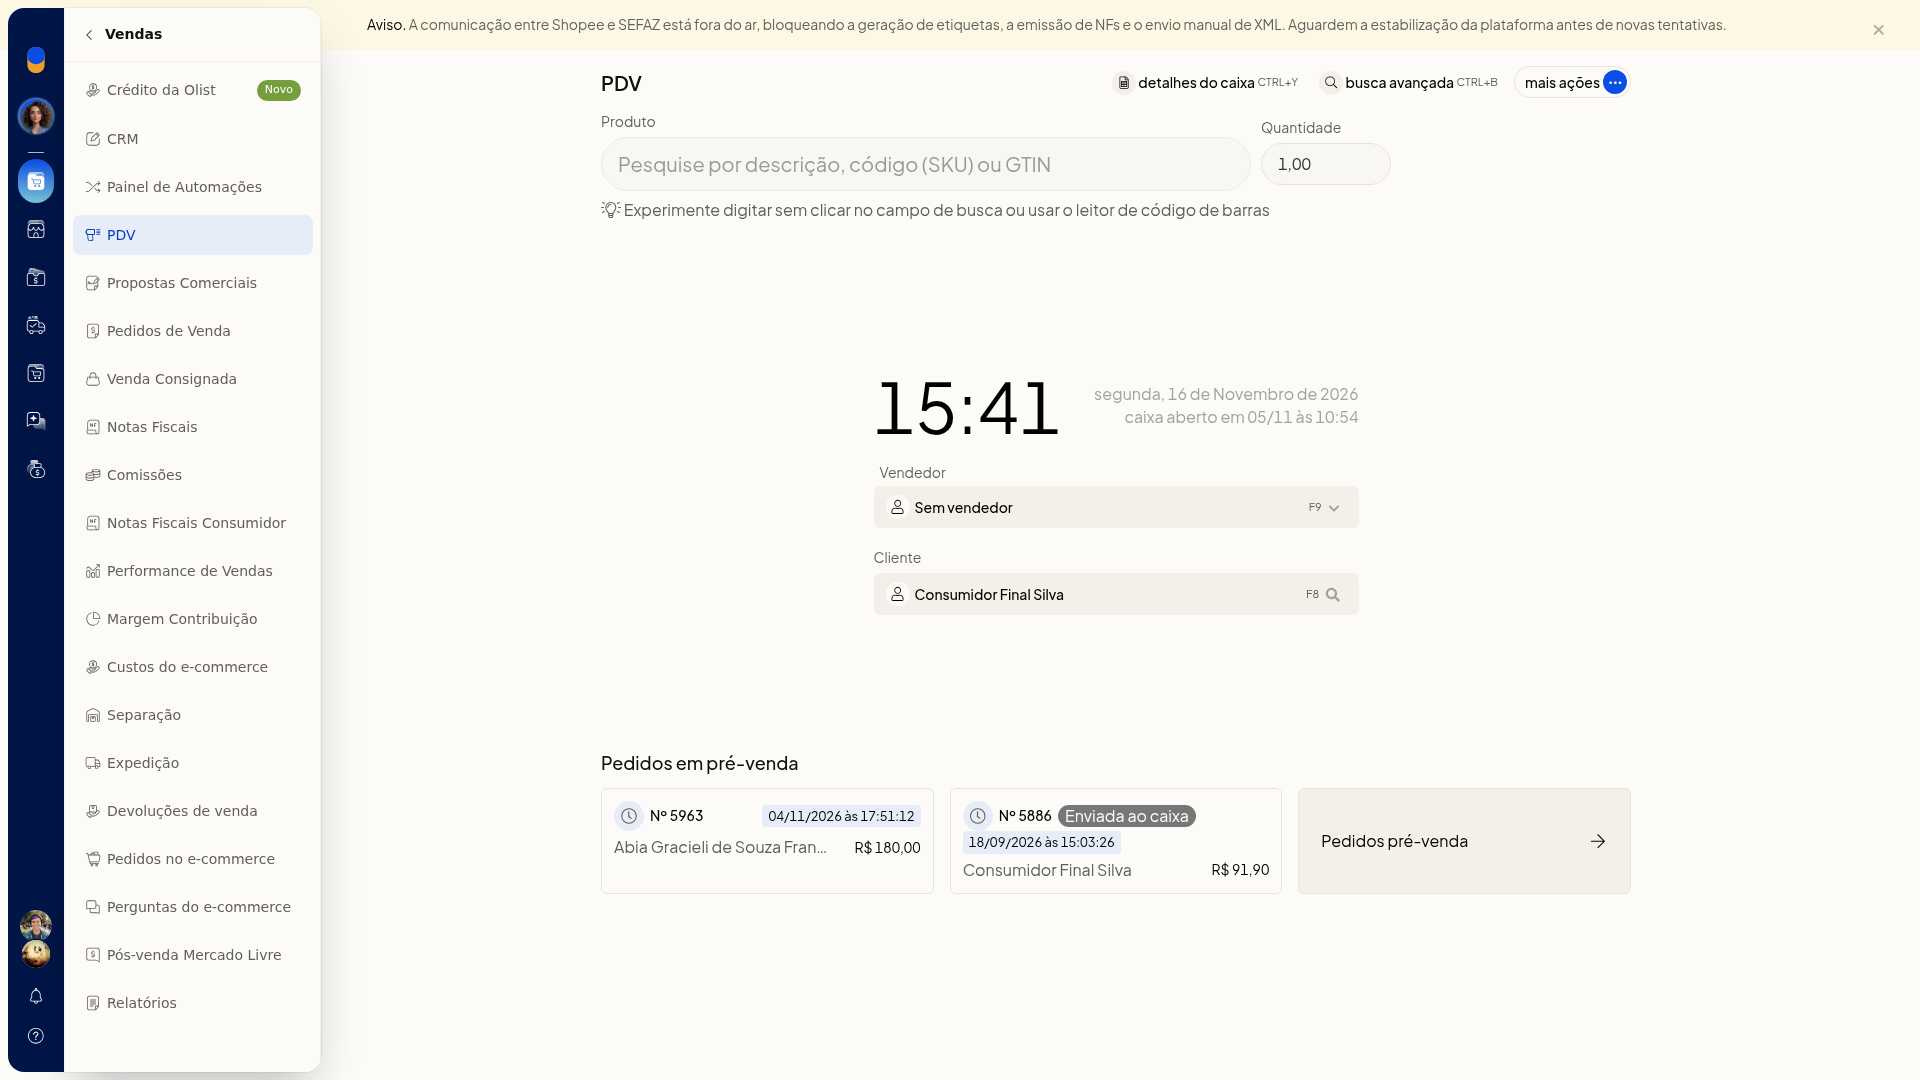 Aviso. A comunicação entre Shopee e SEFAZ está fora do ar, bloqueando a geração de etiquetas, a emissão de NFs e o envio manual de XML. Aguardem a estabilização da plataforma antes de novas tentativas.
Vendas
Crédito da Olist Novo
CRM
Painel de Automações
PDV
Propostas Comerciais
Pedidos de Venda
Venda Consignada
Notas Fiscais
Comissões
Notas Fiscais Consumidor
Performance de Vendas
Margem Contribuição
Custos do e-commerce
Separação
Expedição
Devoluções de venda
Pedidos no e-commerce
Perguntas do e-commerce
Pós-venda Mercado Livre
Relatórios
PDV
detalhes do caixa CTRL+Y
busca avançada CTRL+B
mais ações
Produto
Quantidade
Pesquise por descrição, código (SKU) ou GTIN
1,00
Experimente digitar sem clicar no campo de busca ou usar o leitor de código de barras
15:41
segunda, 16 de Novembro de 2026
caixa aberto em 05/11 às 10:54
Vendedor
Sem vendedor F9
Cliente
Consumidor Final Silva F8
Pedidos em pré-venda
Nº 5963 04/11/2026 às 17:51:12
Abia Gracieli de Souza Fran... R$ 180,00
Nº 5886 Enviada ao caixa
18/09/2026 às 15:03:26
Consumidor Final Silva R$ 91,90
Pedidos pré-venda